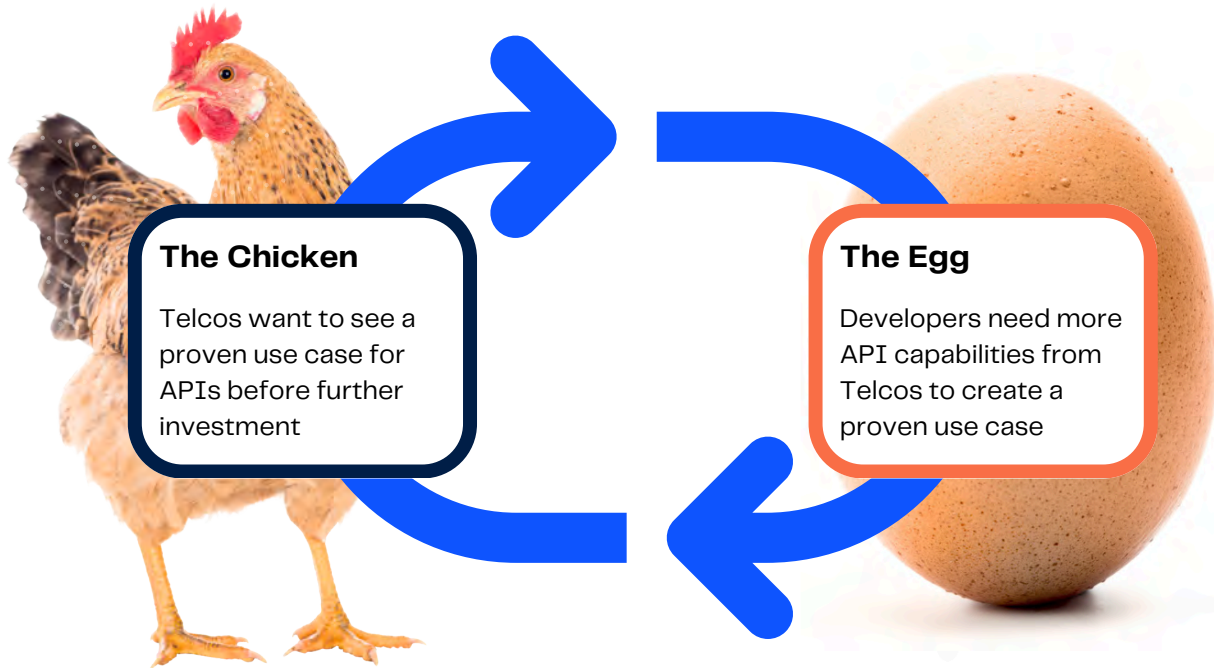 The Chicken
Telcos want to see a
proven use case for
APIs before further
investment
The Egg
Developers need more
API capabilities from
Telcos to create a
proven use case